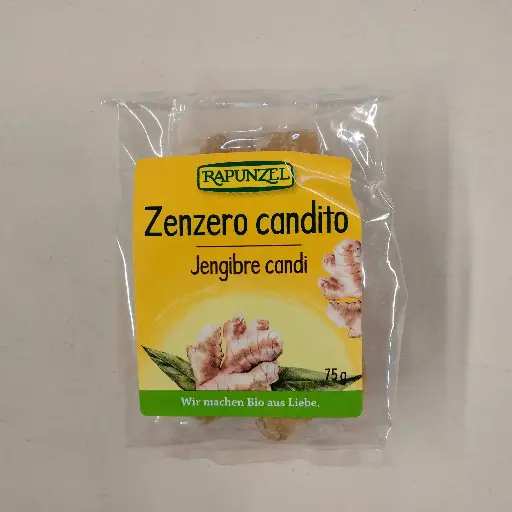 RAPUNZEL
Zenzero candito
Jengibre candi
75 g
Wir machen Bio aus Liebe.